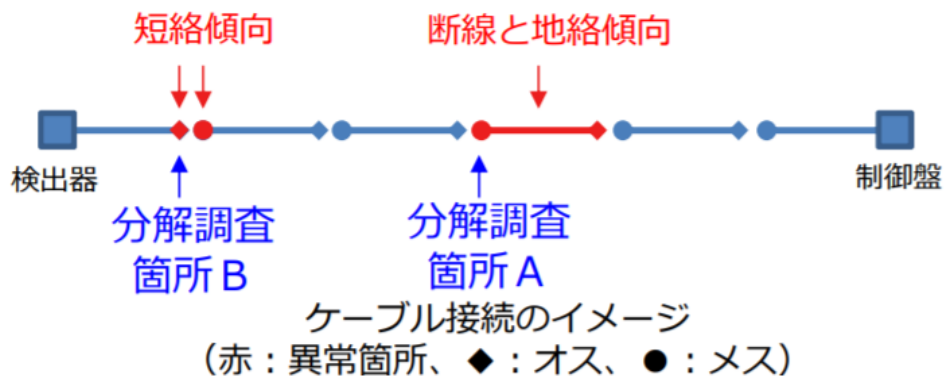 短絡傾向
断線と地絡傾向
検出器
制御盤
分解調査
箇所B
分解調査
箇所A
ケーブル接続のイメージ
（赤：異常箇所、◆：オス、●：メス）